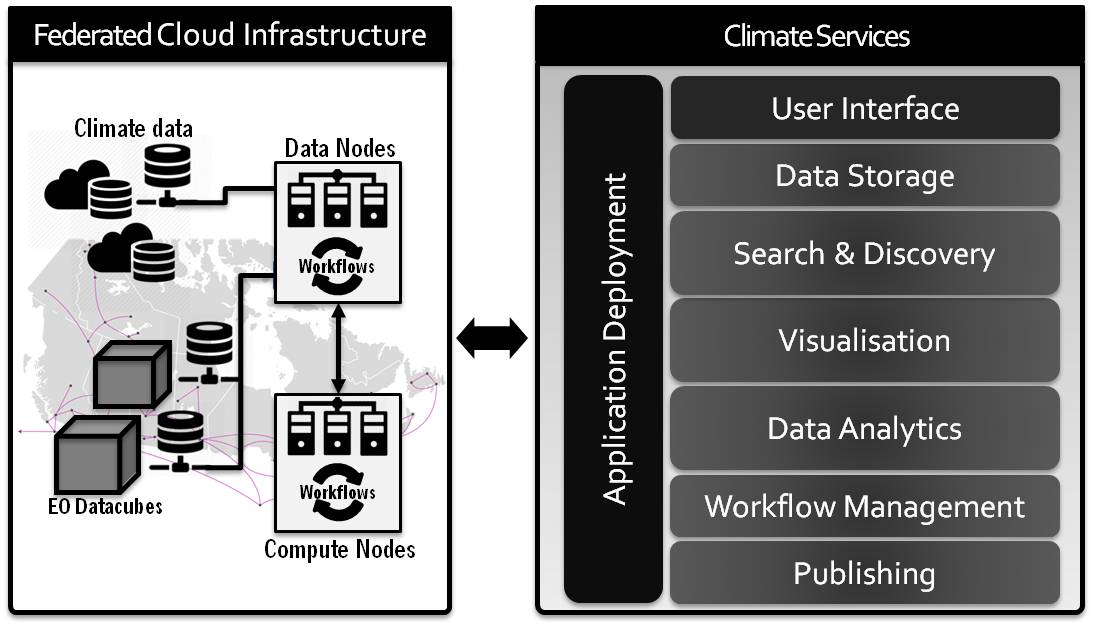 Federated Cloud Infrastructure
Climate data
Data Nodes
Workflows
EO Datacubes
Workflows
Compute Nodes
Climate Services
Application Deployment
User Interface
Data Storage
Search & Discovery
Visualisation
Data Analytics
Workflow Management
Publishing